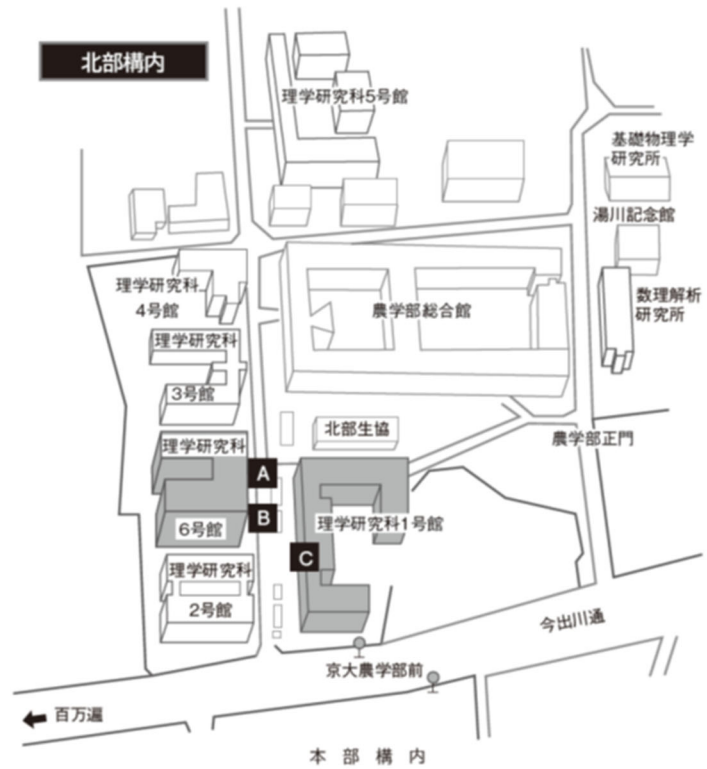 北部構内
理学研究科5号館
基礎物理学
研究所
湯川記念館
理学研究科
4号館
数理解析
研究所
農学部総合館
理学研究科
3号館
北部生協
農学部正門
理学研究科
A
B
6号館
理学研究科1号館
C
理学研究科
2号館
今出川通
京大農学部前
百万遍
本部構内